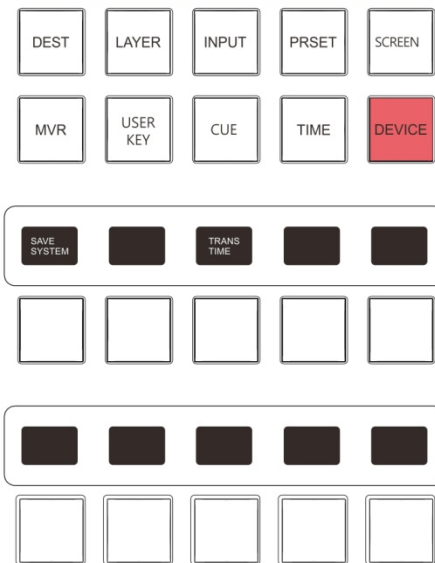 DEST LAYER INPUT PRSET SCREEN
MVR USER KEY CUE TIME DEVICE
SAVE SYSTEM TRANS TIME